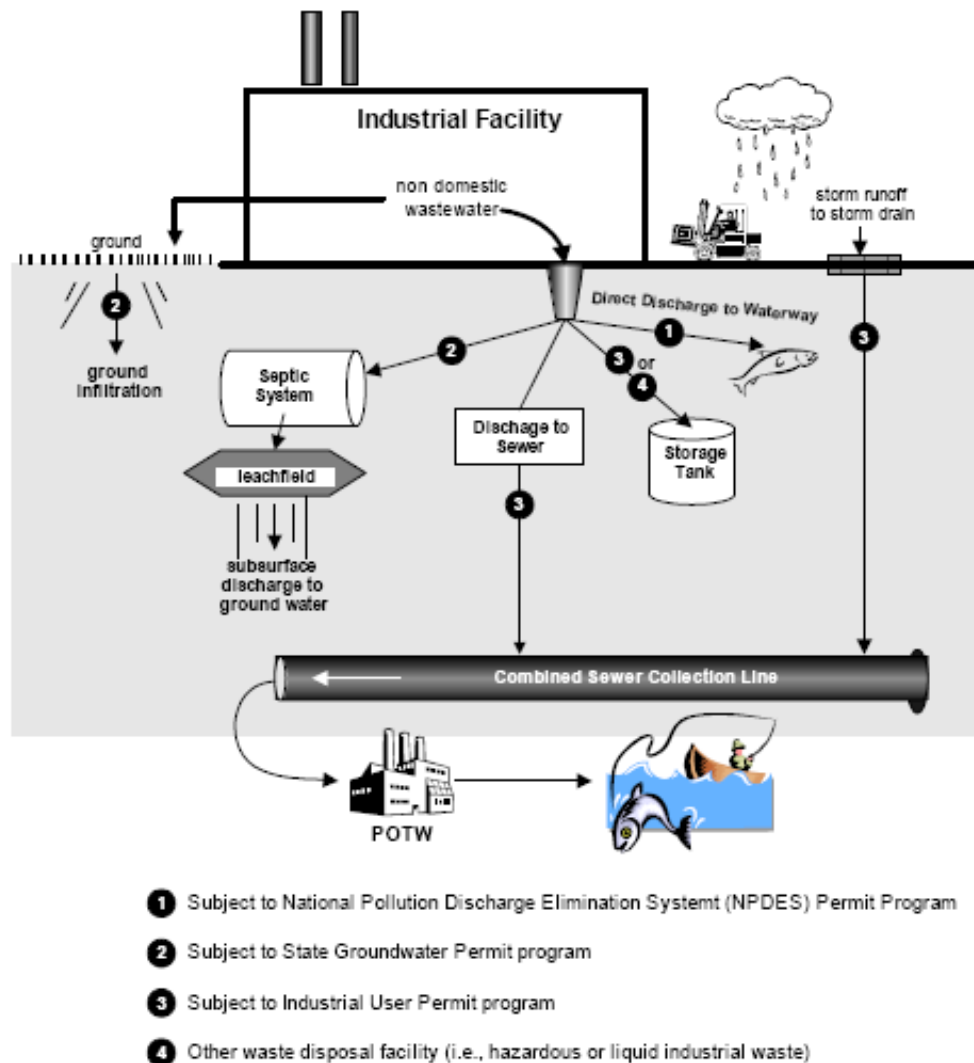 Industrial Facility
non domestic
wastewater
storm runoff
to storm drain
ground
Direct Discharge to Waterway
1
2
2
3
or
4
3
ground
infiltration
Septic
System
Dischage to
Sewer
Storage
Tank
leachfield
3
subsurface
discharge to
ground water
Combined Sewer Collection Line
POTW
1 Subject to National Pollution Discharge Elimination Systemt (NPDES) Permit Program
2 Subject to State Groundwater Permit program
3 Subject to Industrial User Permit program
4 Other waste disposal facility (i.e., hazardous or liquid industrial waste)